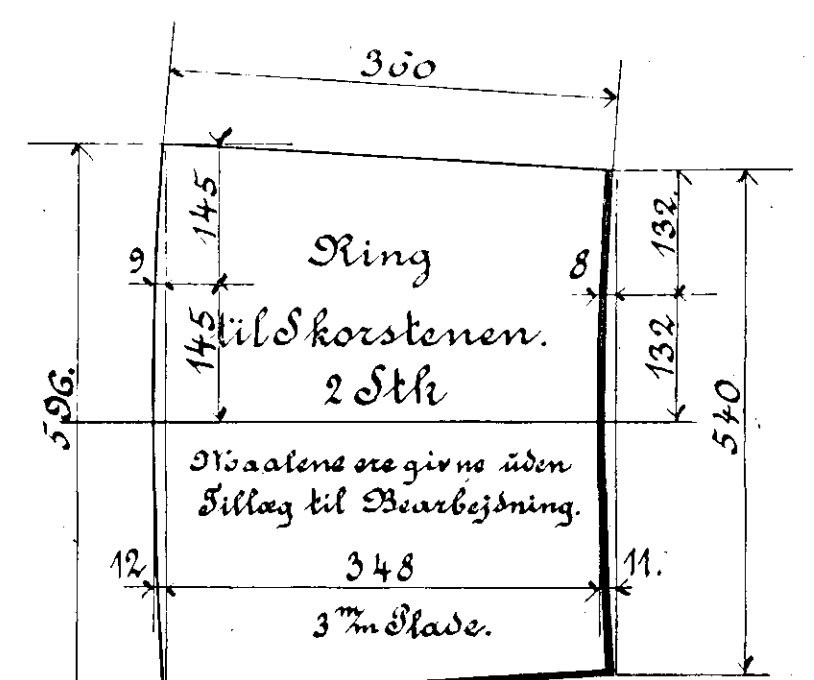 360
145
132.
9
Ring
8
596.
145
til Skorstenen.
132
540
2 Stk
Maalene ere givne uden
Tillæg til Bearbejdning.
12
348
11.
3 m/m Plade.